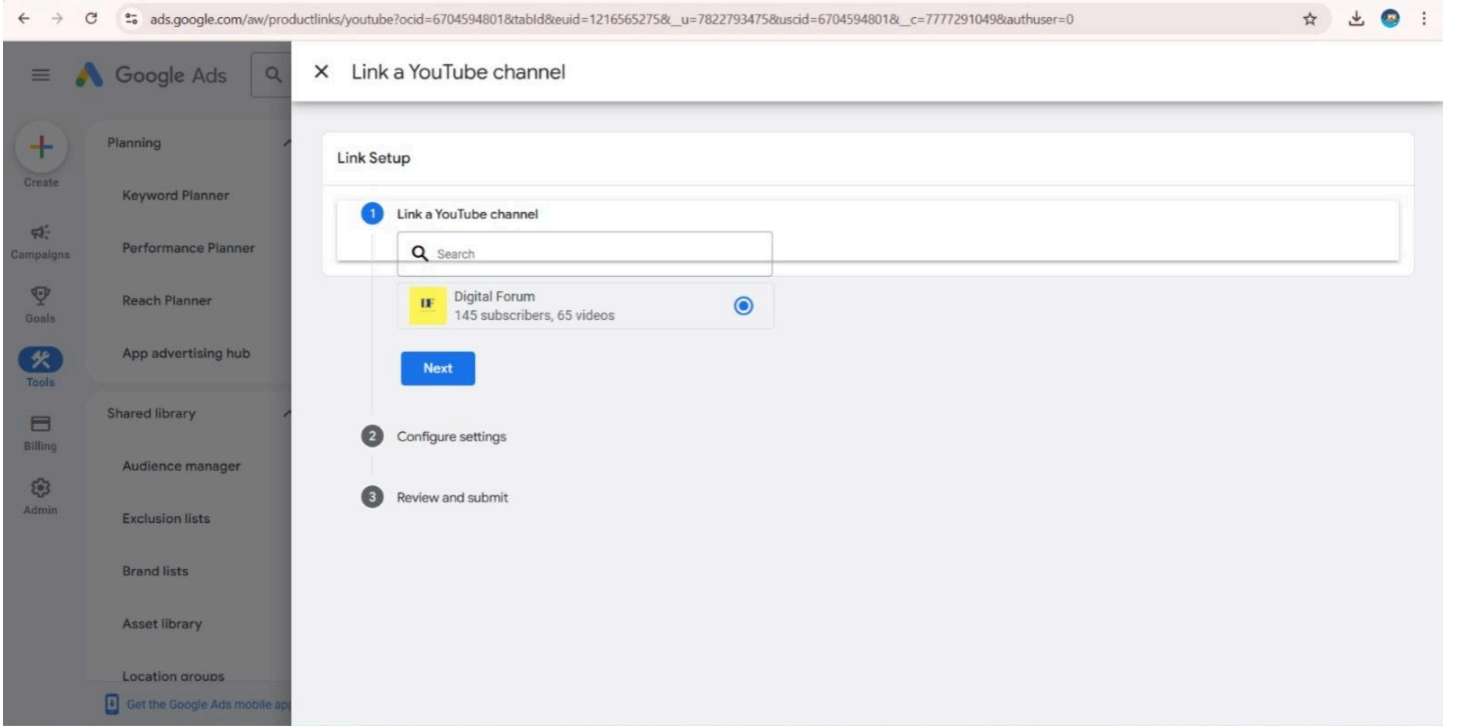 ads.google.com/aw/productlinks/youtube?ocid=6704594801&tabId&euid=1216565275&__u=7822793475&uscid=6704594801&__c=7777291049&authuser=0
Google Ads
Link a YouTube channel
Create
Campaigns
Goals
Tools
Billing
Admin
Planning
Keyword Planner
Performance Planner
Reach Planner
App advertising hub
Shared library
Audience manager
Exclusion lists
Brand lists
Asset library
Location groups
Get the Google Ads mobile app
Link Setup
1 Link a YouTube channel
Search
DF
Digital Forum
145 subscribers, 65 videos
Next
2 Configure settings
3 Review and submit